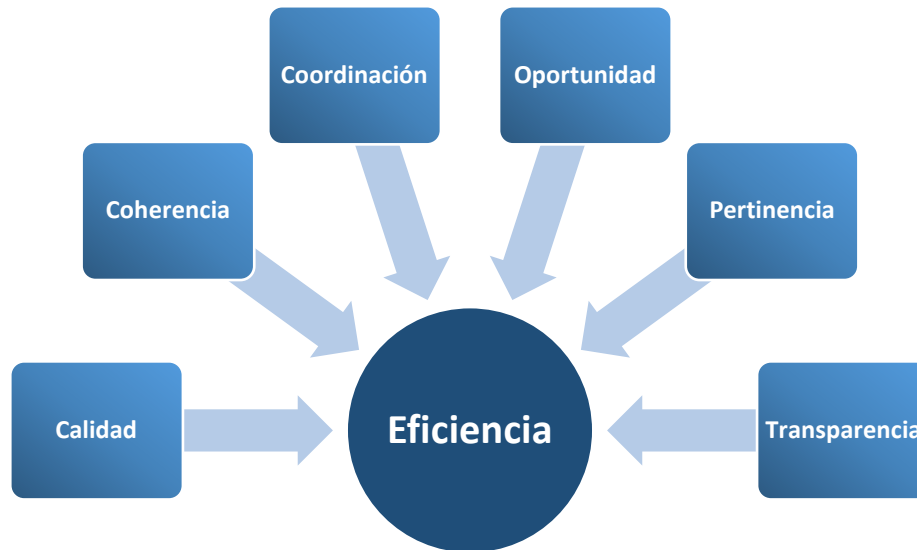 Coordinación
Oportunidad
Coherencia
Pertinencia
Calidad
Eficiencia
Transparencia